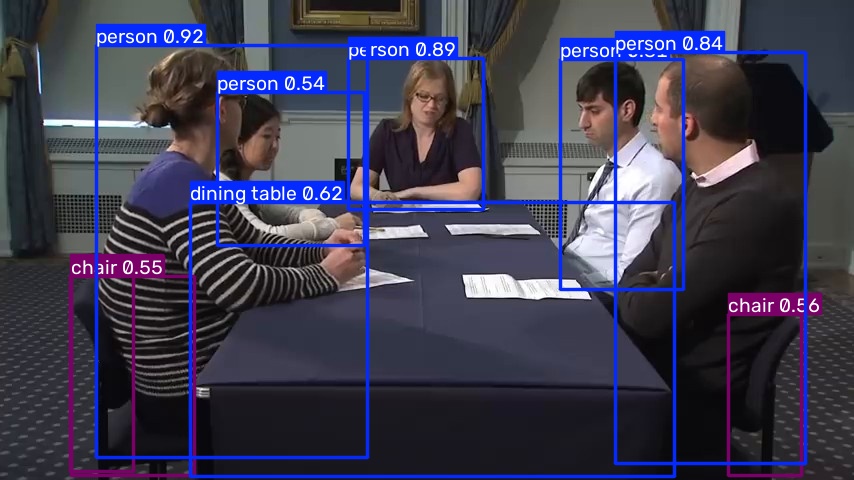 person 0.92
person 0.89
person 0.84
person 0.54
dining table 0.62
chair 0.55
chair 0.56